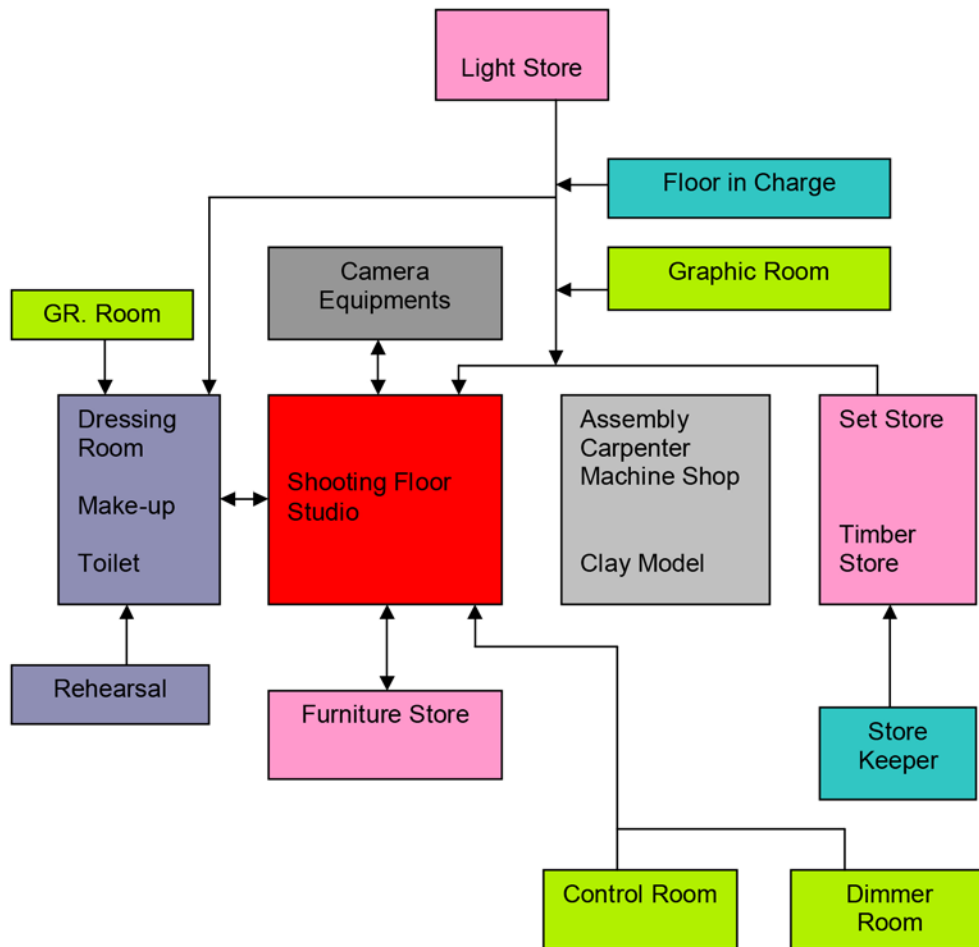 Light Store
Floor in Charge
Camera
Equipments
Graphic Room
GR. Room
Dressing
Room
Make-up
Toilet
Shooting Floor
Studio
Assembly
Carpenter
Machine Shop
Clay Model
Set Store
Timber
Store
Rehearsal
Furniture Store
Store
Keeper
Control Room
Dimmer
Room